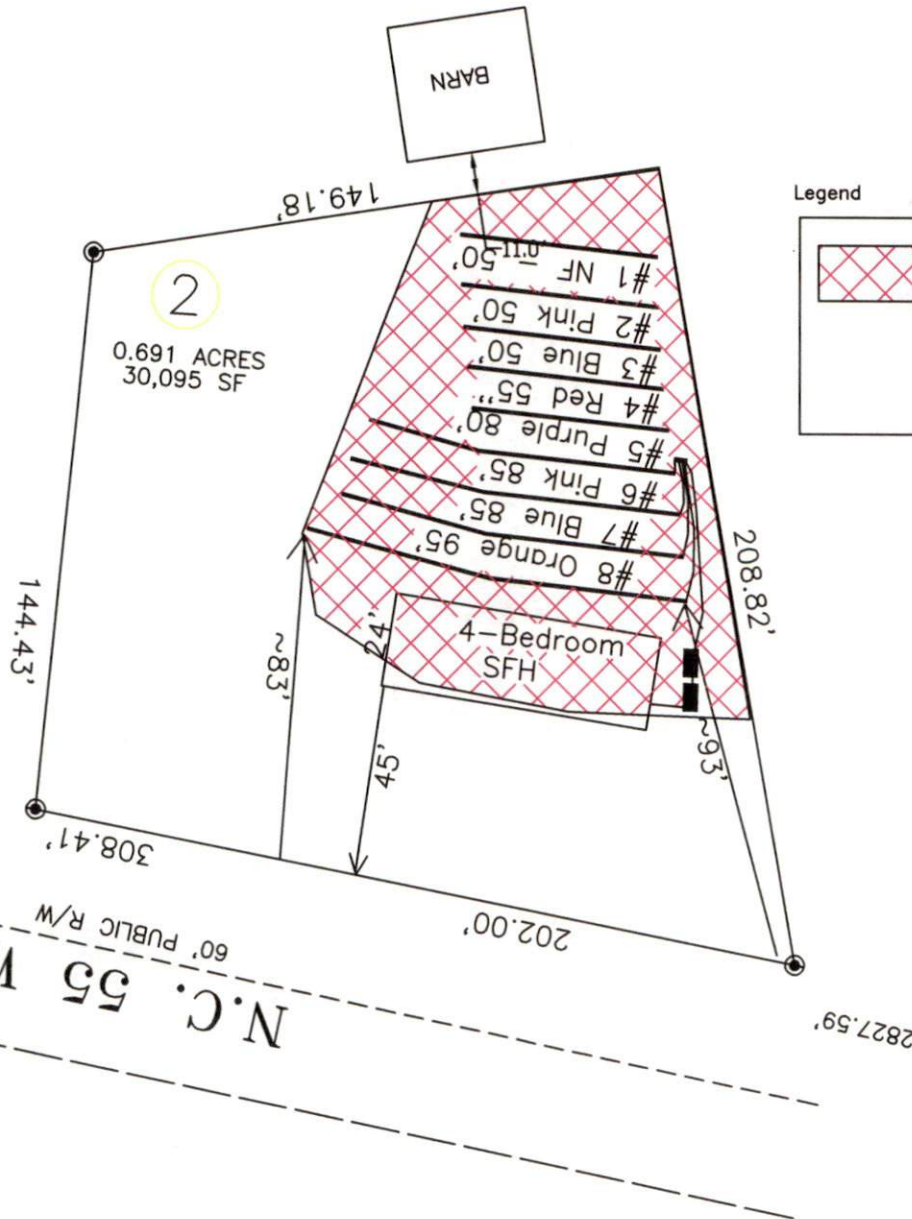 BARN
149.18'
Legend
2
0.691 ACRES
30,095 SF
#1 NF - 50'
11.0'
#2 Pink 50'
#3 Blue 50'
#4 Red 55"
#5 Purple 80'
#6 Pink 85'
#7 Blue 85'
#8 Orange 95'
208.82'
144.43'
4-Bedroom
SFH
24'
~83'
~93'
45'
308.41'
202.00'
60' PUBLIC R/W
N.C. 55
2827.59'